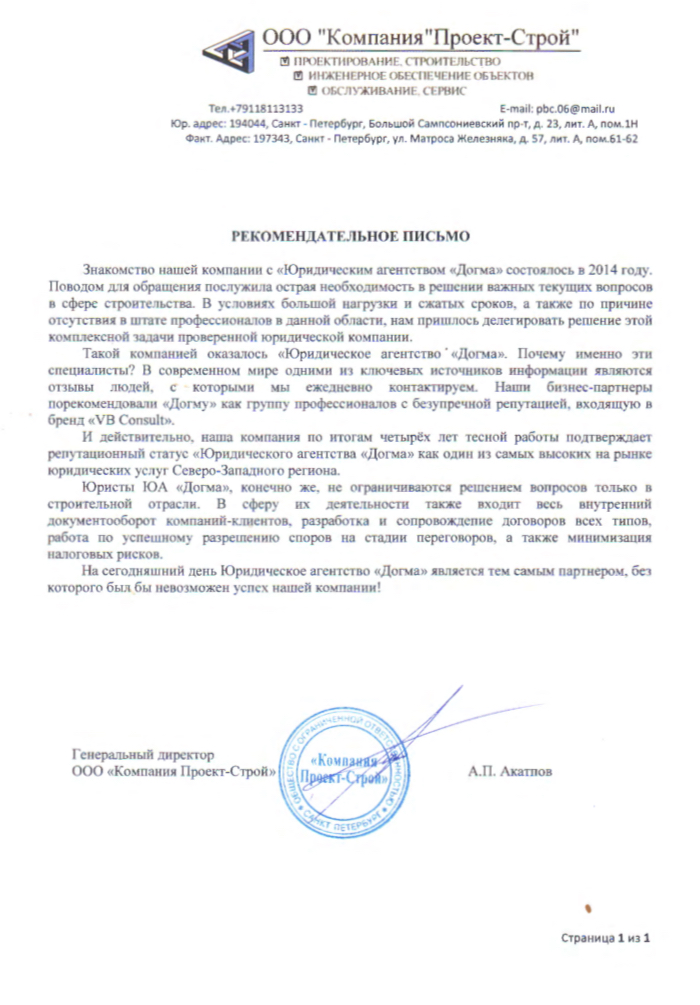 ООО "Компания"Проект-Строй"
ПРОЕКТИРОВАНИЕ, СТРОИТЕЛЬСТВО
ИНЖЕНЕРНОЕ ОБЕСПЕЧЕНИЕ ОБЪЕКТОВ
ОБСЛУЖИВАНИЕ, СЕРВИС
Тел.+79118113133 E-mail: pbc.06@mail.ru
Юр. адрес: 194044, Санкт - Петербург, Большой Сампсониевский пр-т, д. 23, лит. А, пом.1Н
Факт. Адрес: 197343, Санкт - Петербург, ул. Матроса Железняка, д. 57, лит. А, пом.61-62
РЕКОМЕНДАТЕЛЬНОЕ ПИСЬМО
Знакомство нашей компании с «Юридическим агентством «Догма» состоялось в 2014 году.
Поводом для обращения послужила острая необходимость в решении важных текущих вопросов
в сфере строительства. В условиях большой нагрузки и сжатых сроков, а также по причине
отсутствия в штате профессионалов в данной области, нам пришлось делегировать решение этой
комплексной задачи проверенной юридической компании.
Такой компанией оказалось «Юридическое агентство «Догма». Почему именно эти
специалисты? В современном мире одними из ключевых источников информации являются
отзывы людей, с которыми мы ежедневно контактируем. Наши бизнес-партнеры
порекомендовали «Догму» как группу профессионалов с безупречной репутацией, входящую в
бренд «VB Consult».
И действительно, наша компания по итогам четырёх лет тесной работы подтверждает
репутационный статус «Юридического агентства «Догма» как один из самых высоких на рынке
юридических услуг Северо-Западного региона.
Юристы ЮА «Догма», конечно же, не ограничиваются решением вопросов только в
строительной отрасли. В сферу их деятельности также входит весь внутренний
документооборот компаний-клиентов, разработка и сопровождение договоров всех типов,
работа по успешному разрешению споров на стадии переговоров, а также минимизация
налоговых рисков.
На сегодняшний день Юридическое агентство «Догма» является тем самым партнером, без
которого был бы невозможен успех нашей компании!
Генеральный директор
ООО «Компания Проект-Строй» А.П. Акатпов
ОБЩЕСТВО С ОГРАНИЧЕННОЙ ОТВЕТСТВЕННОСТЬЮ
«Компания
Проект-Строй»
САНКТ ПЕТЕРБУРГ
Страница 1 из 1